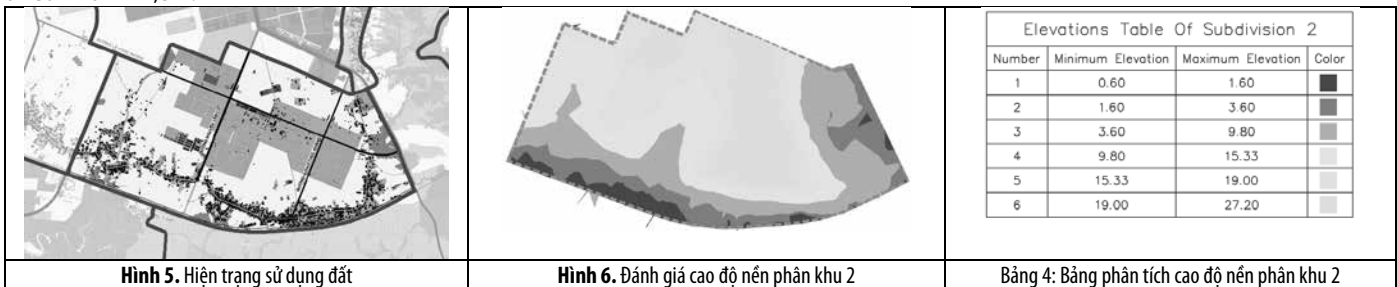 Elevations Table Of Subdivision 2
Number Minimum Elevation Maximum Elevation Color
1 0.60 1.60
2 1.60 3.60
3 3.60 9.80
4 9.80 15.33
5 15.33 19.00
6 19.00 27.20
Hình 5. Hiện trạng sử dụng đất
Hình 6. Đánh giá cao độ nền phân khu 2
Bảng 4: Bảng phân tích cao độ nền phân khu 2